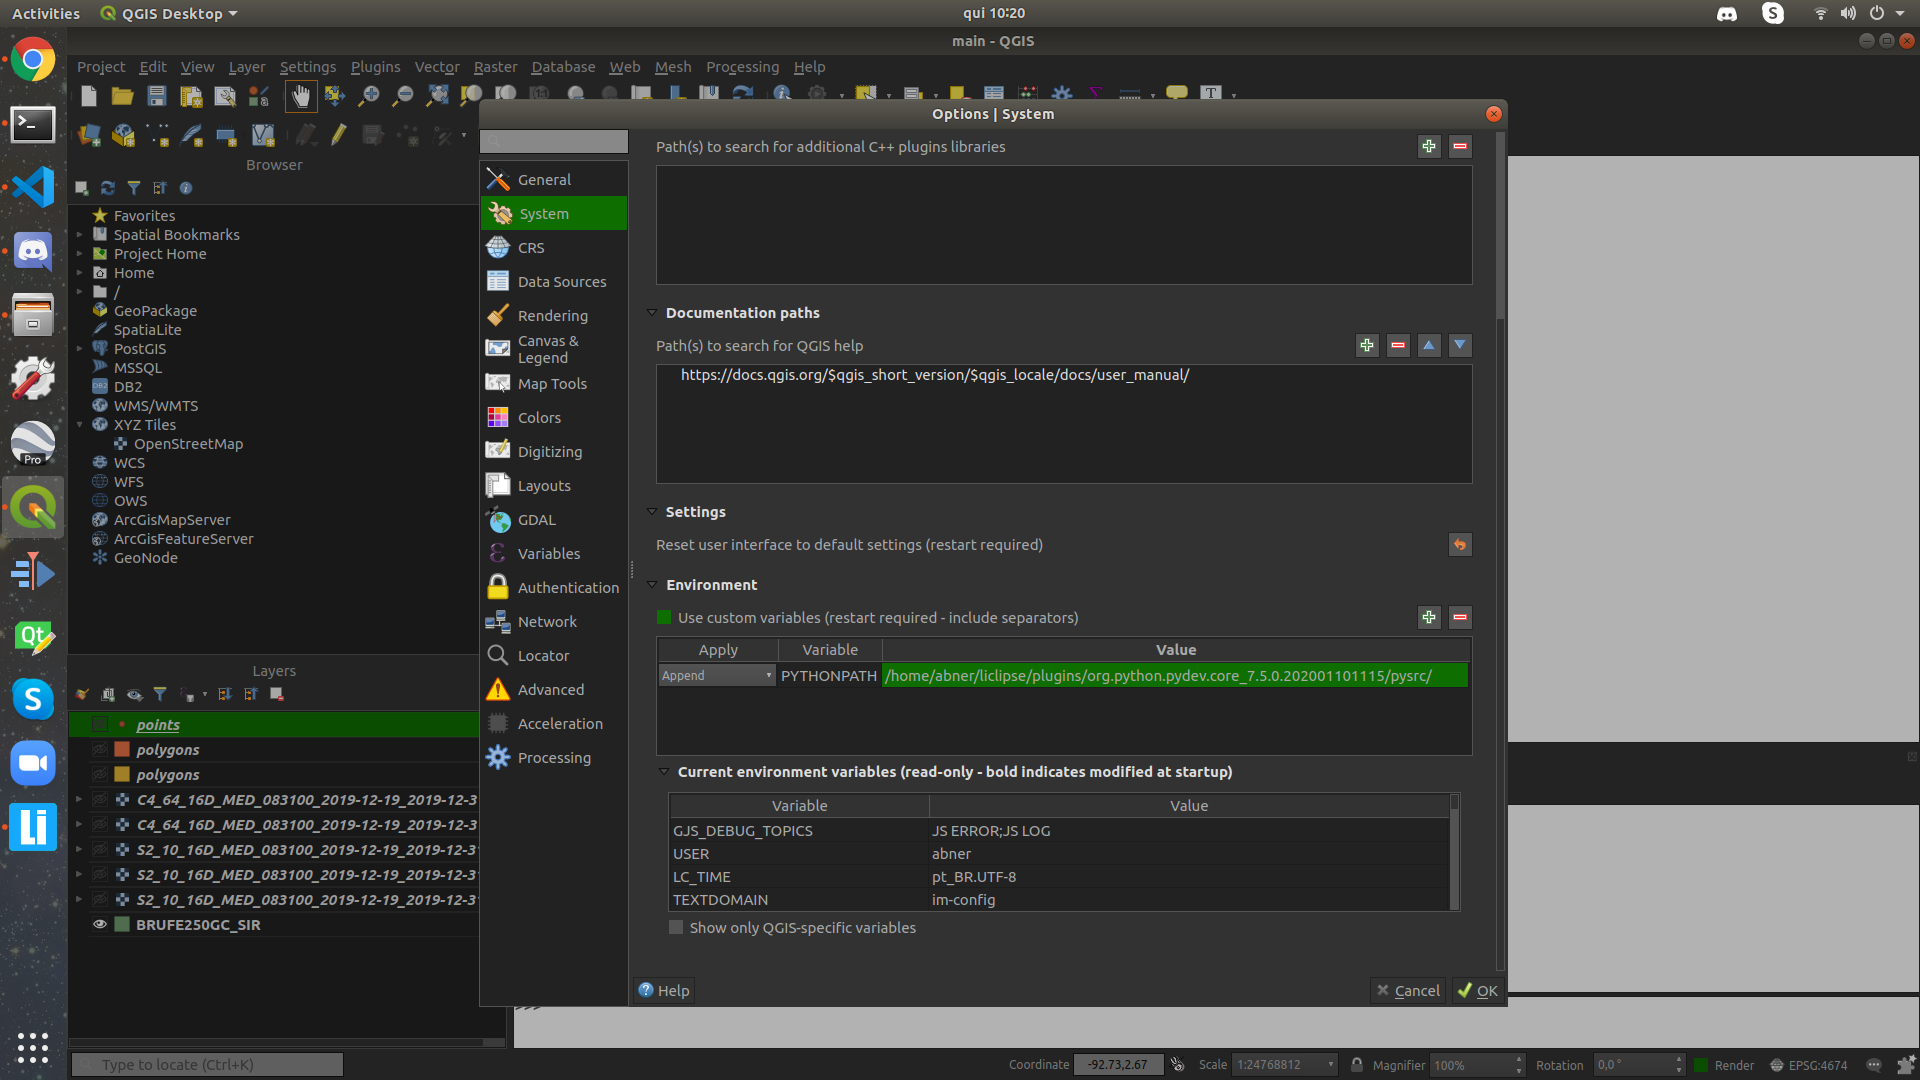 Activities
QGIS Desktop
qui 10:20
main - QGIS
Project Edit View Layer Settings Plugins Vector Raster Database Web Mesh Processing Help
Options | System
Browser
Favorites
Spatial Bookmarks
Project Home
Home
/
GeoPackage
SpatiaLite
PostGIS
MSSQL
DB2
WMS/WMTS
XYZ Tiles
OpenStreetMap
WCS
WFS
OWS
ArcGisMapServer
ArcGisFeatureServer
GeoNode
Layers
points
polygons
polygons
C4_64_16D_MED_083100_2019-12-19_2019-12-3
C4_64_16D_MED_083100_2019-12-19_2019-12-3
S2_10_16D_MED_083100_2019-12-19_2019-12-31
S2_10_16D_MED_083100_2019-12-19_2019-12-31
S2_10_16D_MED_083100_2019-12-19_2019-12-31
BRUFE250GC_SIR
General
System
CRS
Data Sources
Rendering
Canvas &
Legend
Map Tools
Colors
Digitizing
Layouts
GDAL
Variables
Authentication
Network
Locator
Advanced
Acceleration
Processing
Path(s) to search for additional C++ plugins libraries
Documentation paths
Path(s) to search for QGIS help
https://docs.qgis.org/$qgis_short_version/$qgis_locale/docs/user_manual/
Settings
Reset user interface to default settings (restart required)
Environment
Use custom variables (restart required - include separators)
Apply Variable Value
Append PYTHONPATH /home/abner/liclipse/plugins/org.python.pydev.core_7.5.0.202001101115/pysrc/
Current environment variables (read-only - bold indicates modified at startup)
Variable Value
GJS_DEBUG_TOPICS JS ERROR;JS LOG
USER abner
LC_TIME pt_BR.UTF-8
TEXTDOMAIN im-config
Show only QGIS-specific variables
Help
Cancel
OK
>>>
Pro
Qt
Type to locate (Ctrl+K)
Coordinate -92.73,2.67 Scale 1:24768812 Magnifier 100% Rotation 0,0 ° Render EPSG:4674